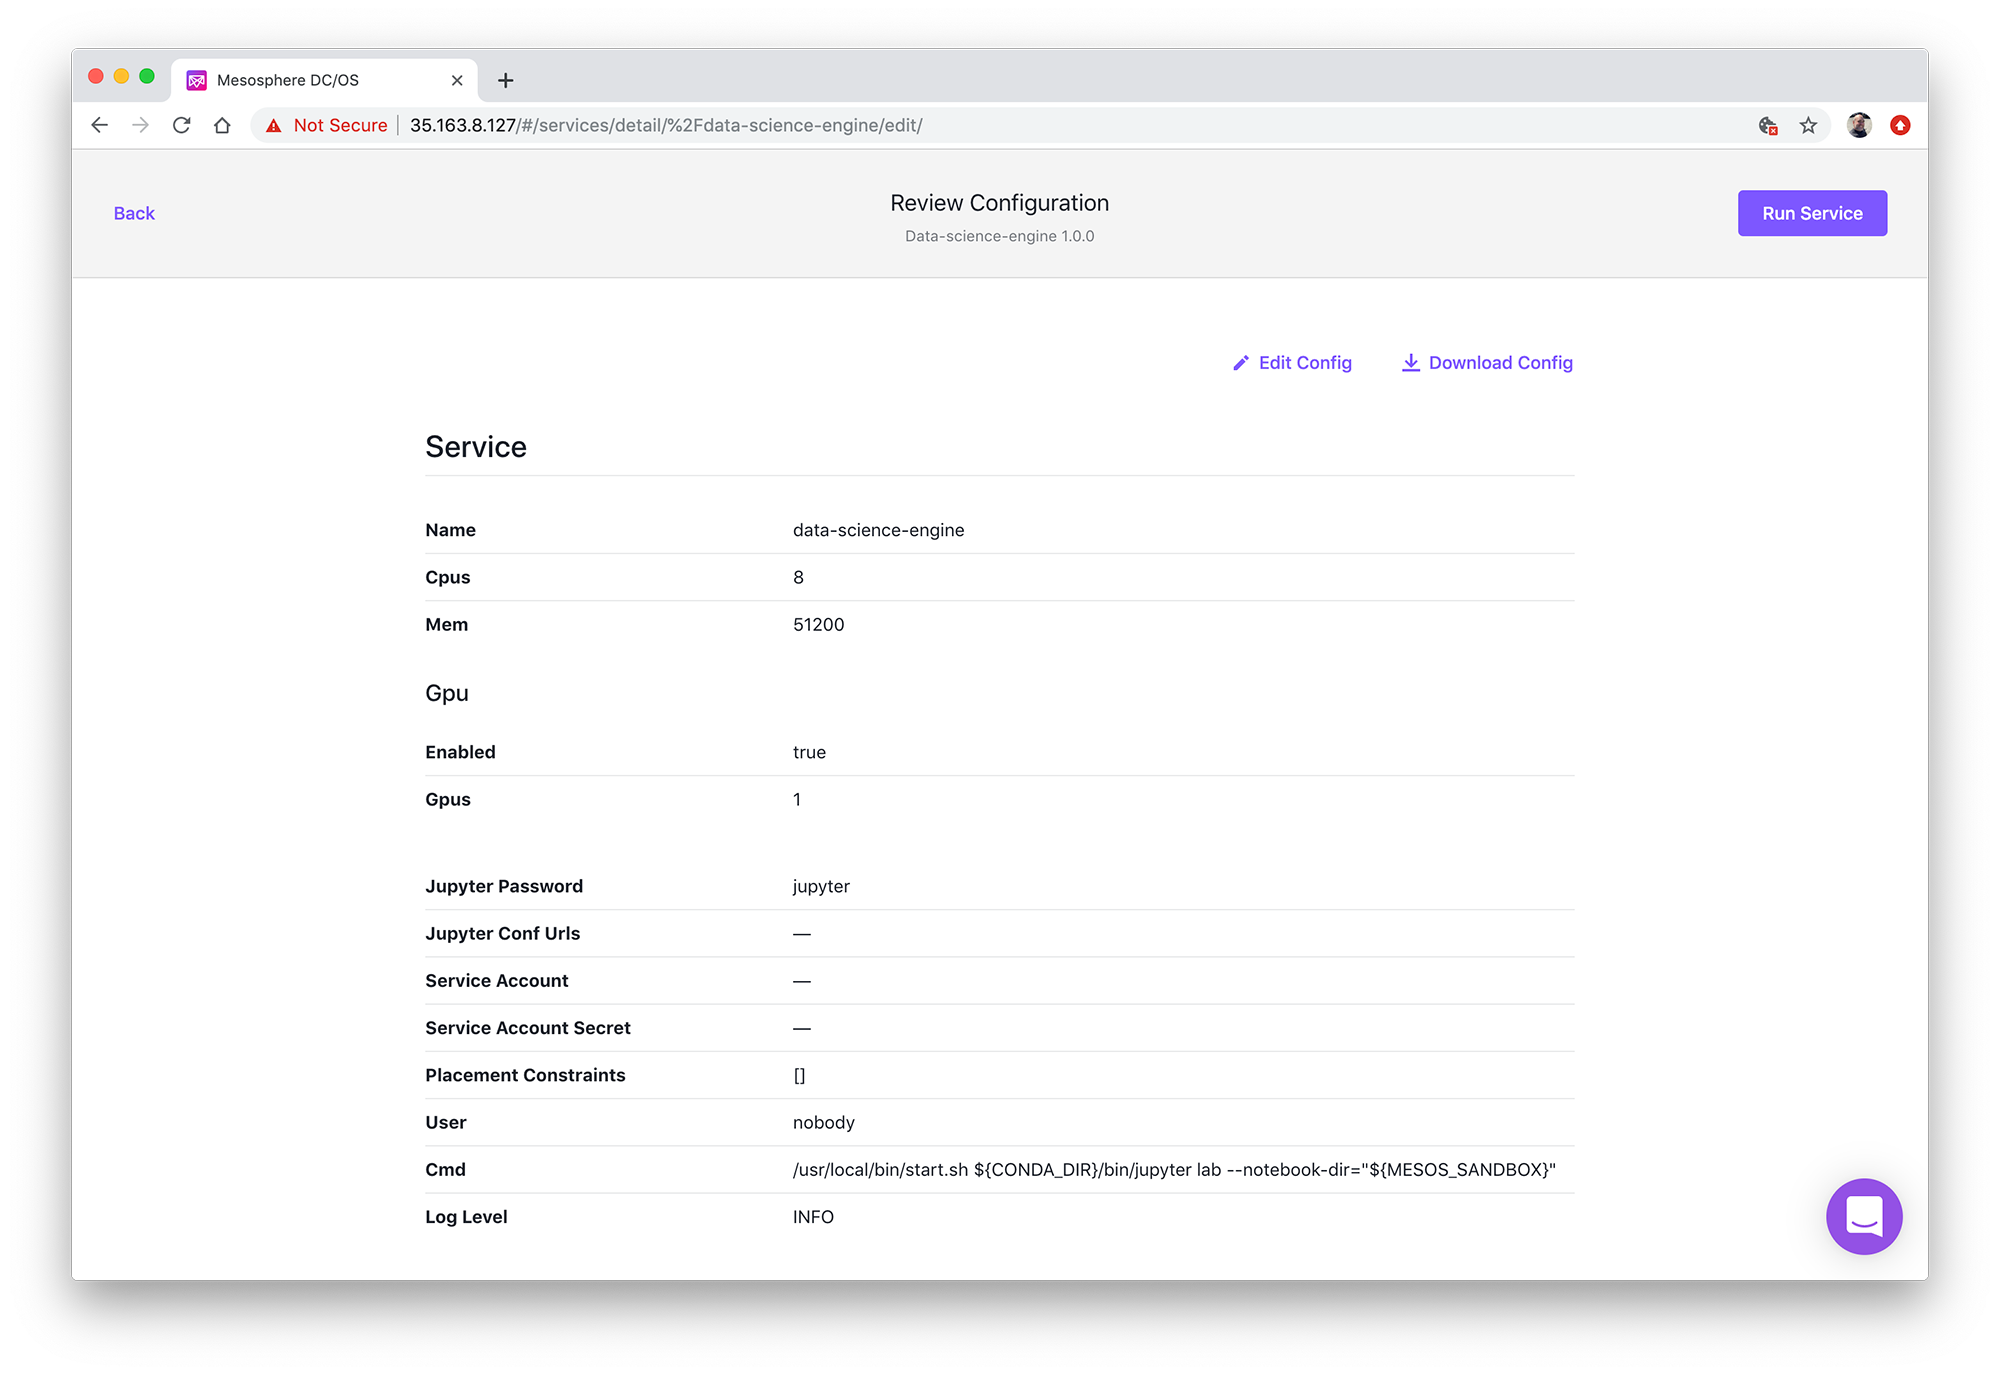 Mesosphere DC/OS
Not Secure 35.163.8.127/#/services/detail/%2Fdata-science-engine/edit/
Back
Review Configuration
Data-science-engine 1.0.0
Run Service
Edit Config
Download Config
Service
Name data-science-engine
Cpus 8
Mem 51200
Gpu
Enabled true
Gpus 1
Jupyter Password jupyter
Jupyter Conf Urls —
Service Account —
Service Account Secret —
Placement Constraints []
User nobody
Cmd /usr/local/bin/start.sh ${CONDA_DIR}/bin/jupyter lab --notebook-dir="${MESOS_SANDBOX}"
Log Level INFO